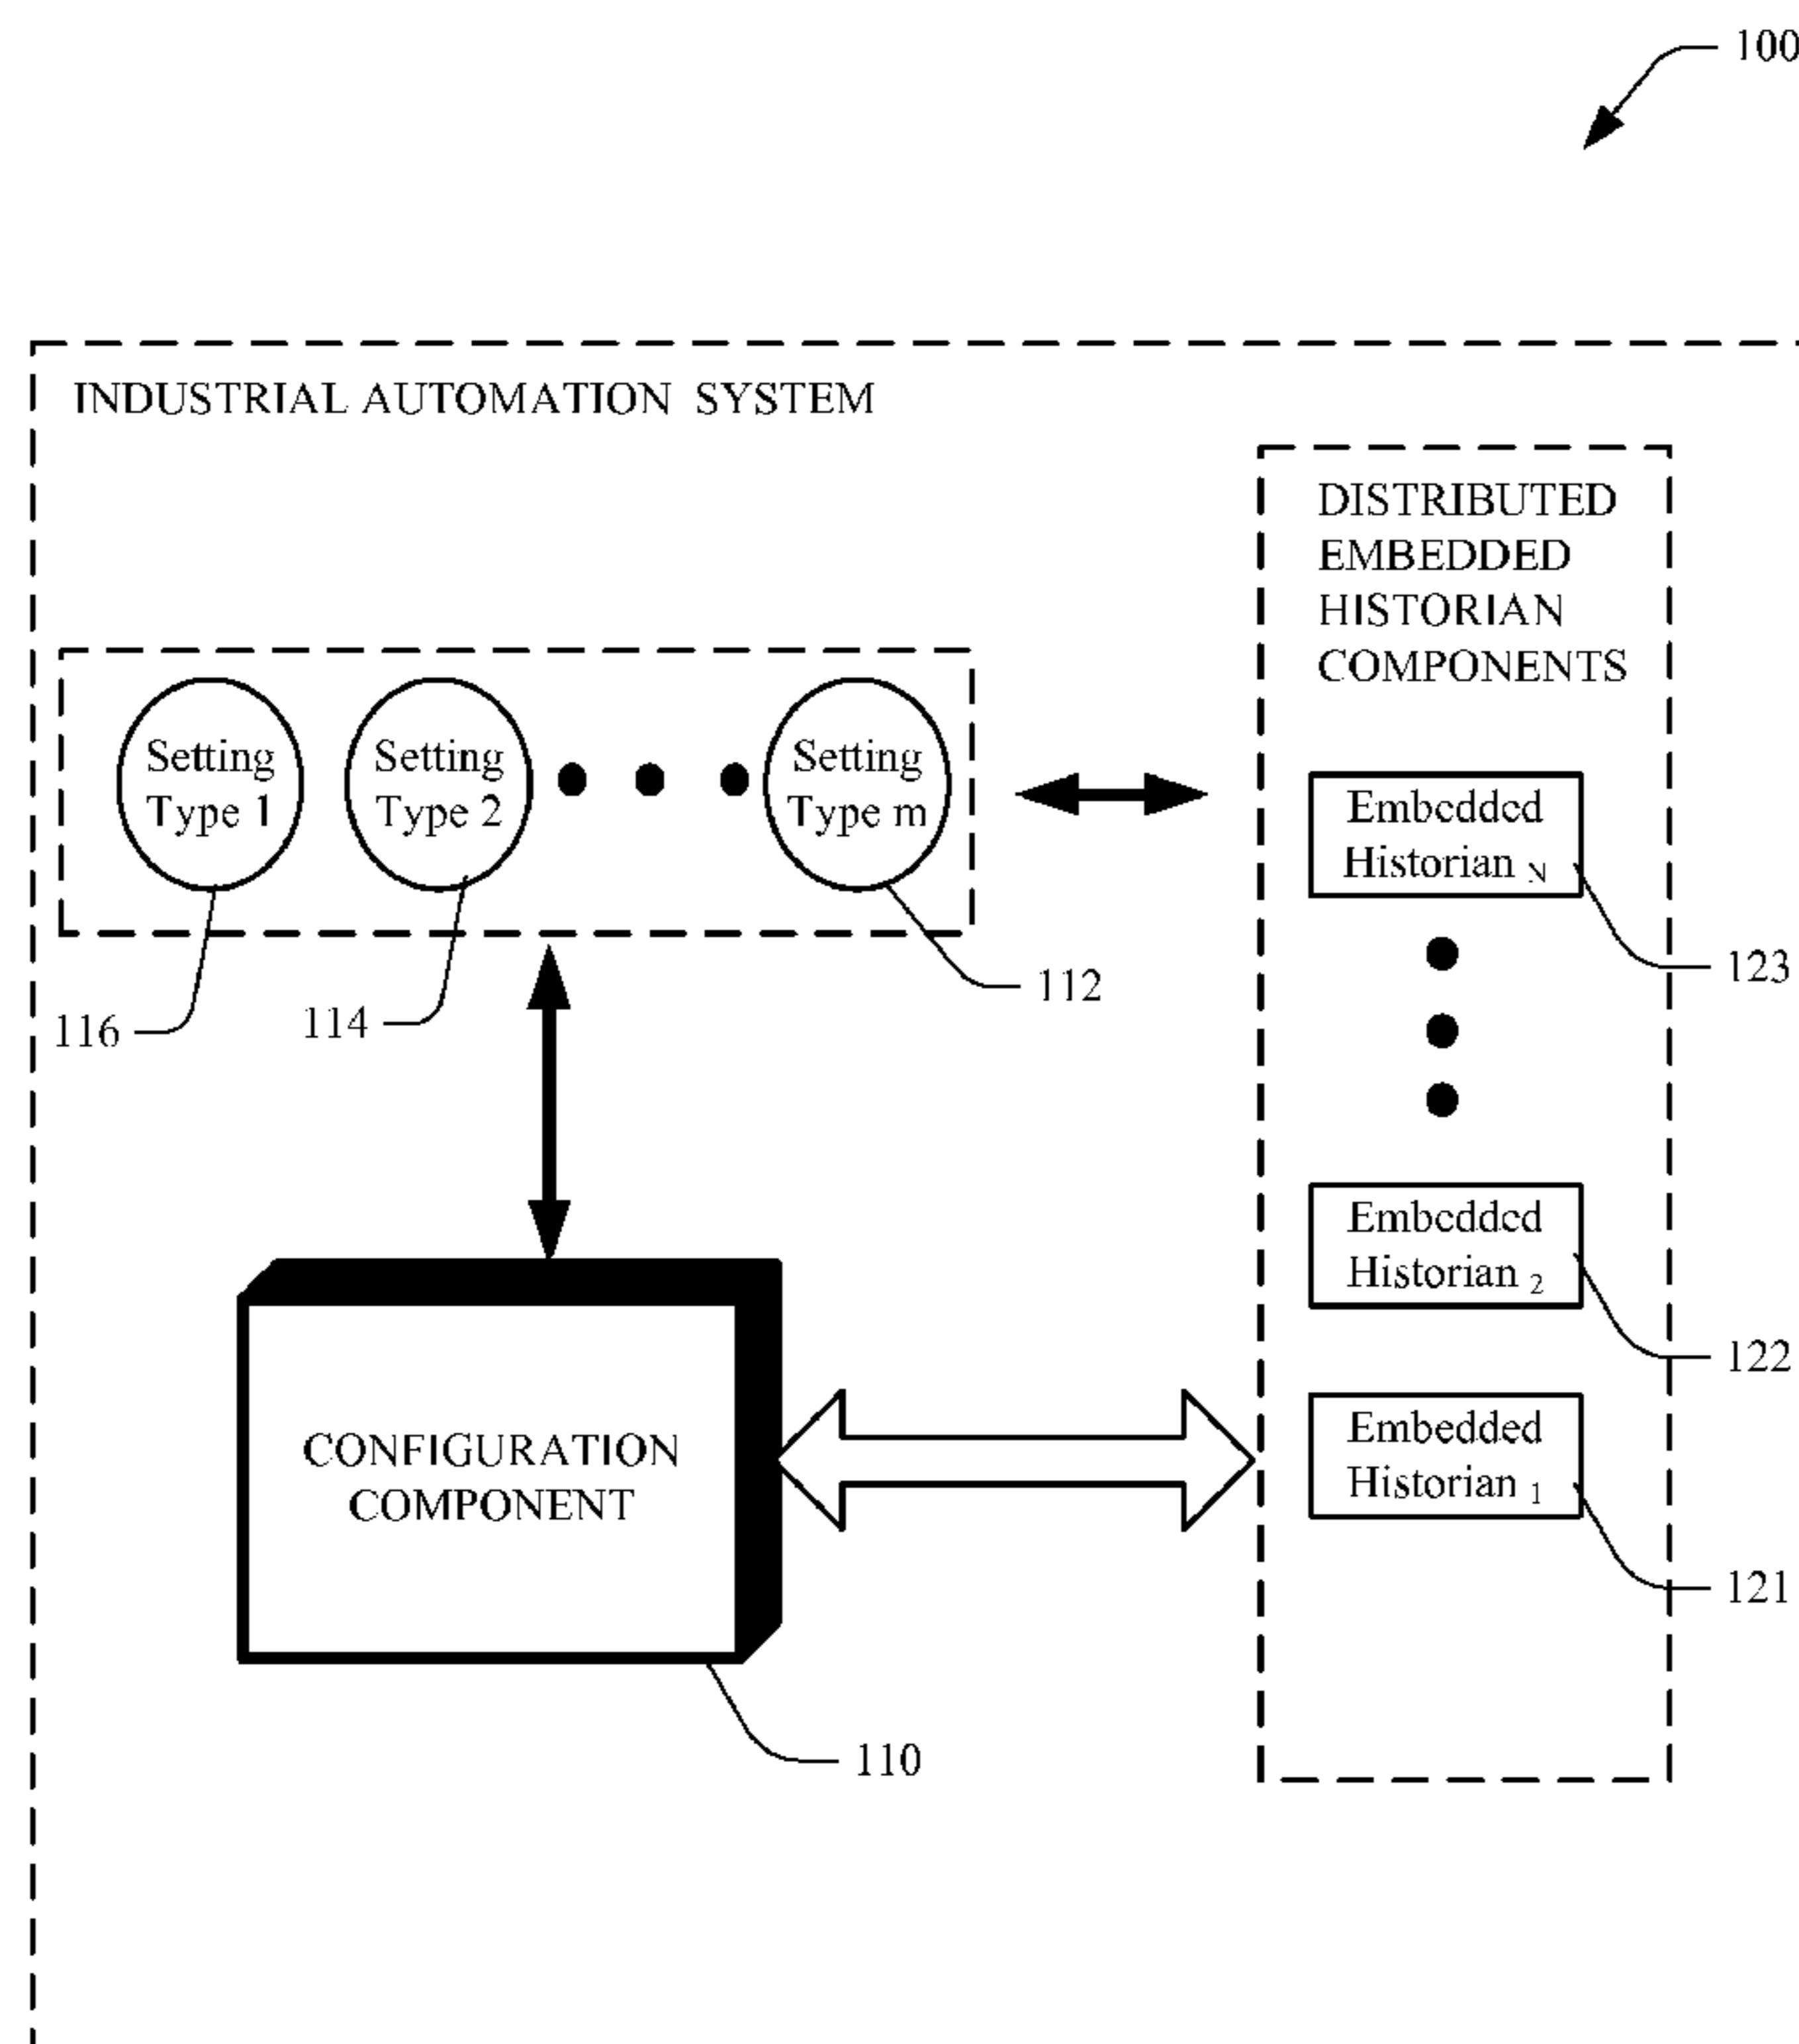 100
INDUSTRIAL AUTOMATION SYSTEM
DISTRIBUTED
EMBEDDED
HISTORIAN
COMPONENTS
Setting
Type 1
Setting
Type 2
Setting
Type m
Embedded
Historian N
123
112
114
116
Embedded
Historian 2
122
Embedded
Historian 1
121
CONFIGURATION
COMPONENT
110